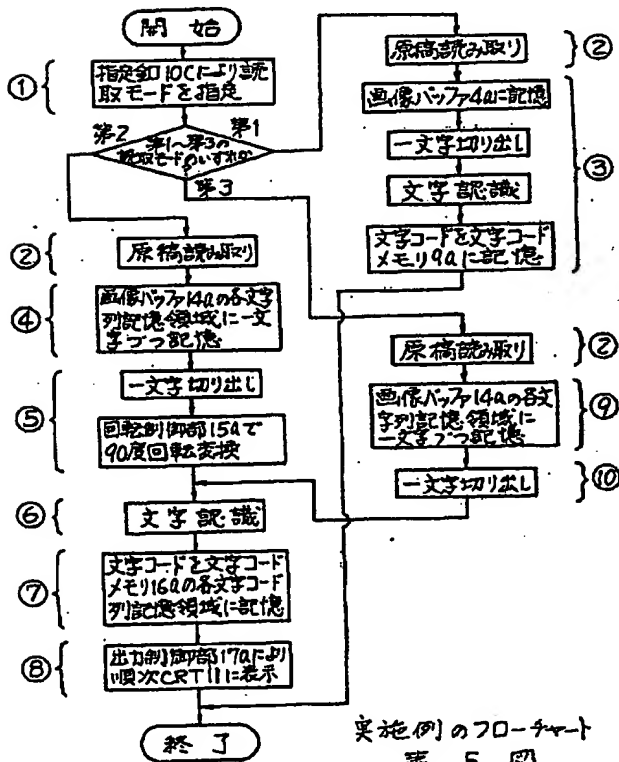 開始
①
指定釦10Cにより読
取モードを指定
第2
第1
第1〜第3の
読取モードのいずれか
第3
原稿読み取り
②
画像バッファ4aに記憶
一文字切り出し
文字認識
文字コードを文字コード
メモリ9aに記憶
③
②
原稿読み取り
④
画像バッファ14aの各文字
列記憶領域に一文
字づつ記憶
⑤
一文字切り出し
回転制御部15aで
90度回転変換
原稿読み取り
②
画像バッファ14aの各文
字列記憶領域に
一文字づつ記憶
⑨
一文字切り出し
⑩
⑥
文字認識
⑦
文字コードを文字コード
メモリ16aの各文字コード
列記憶領域に記憶
⑧
出力制御部17aにより
順次CRT11に表示
終了
実施例のフローチャート
第5図